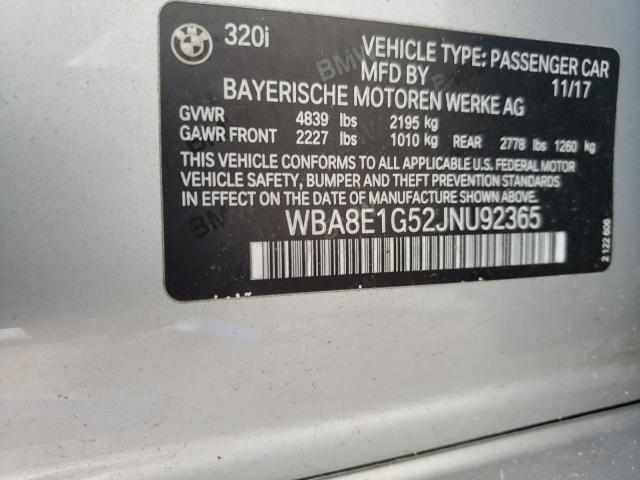 BMW 320i
VEHICLE TYPE: PASSENGER CAR
MFD BY 11/17
BAYERISCHE MOTOREN WERKE AG
GVWR 4839 lbs 2195 kg
GAWR FRONT 2227 lbs 1010 kg REAR 2778 lbs 1260 kg
THIS VEHICLE CONFORMS TO ALL APPLICABLE U.S. FEDERAL MOTOR
VEHICLE SAFETY, BUMPER AND THEFT PREVENTION STANDARDS
IN EFFECT ON THE DATE OF MANUFACTURE SHOWN ABOVE.
WBA8E1G52JNU92365
2 122 606